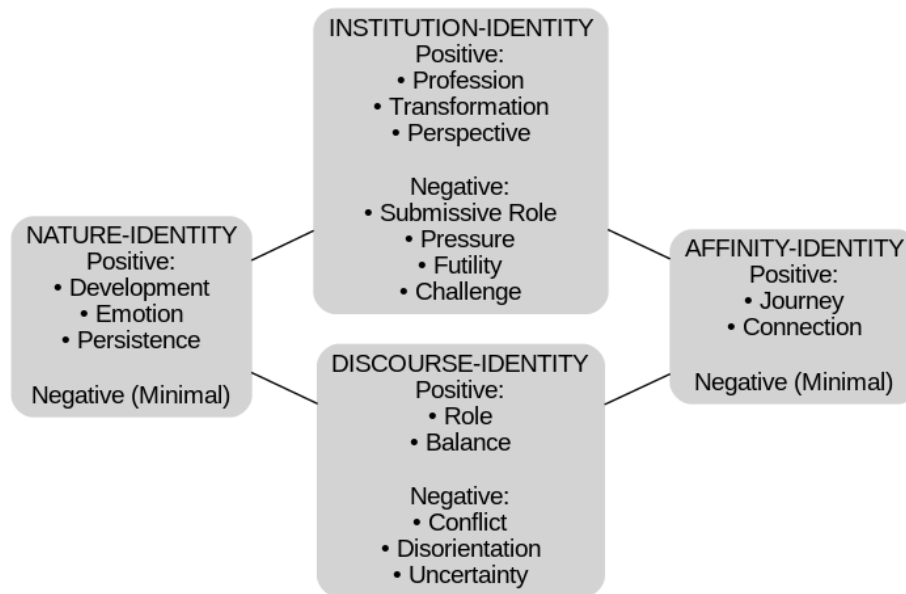 INSTITUTION-IDENTITY
Positive:
• Profession
• Transformation
• Perspective
Negative:
• Submissive Role
• Pressure
• Futility
• Challenge
NATURE-IDENTITY
Positive:
• Development
• Emotion
• Persistence
Negative (Minimal)
AFFINITY-IDENTITY
Positive:
• Journey
• Connection
Negative (Minimal)
DISCOURSE-IDENTITY
Positive:
• Role
• Balance
Negative:
• Conflict
• Disorientation
• Uncertainty